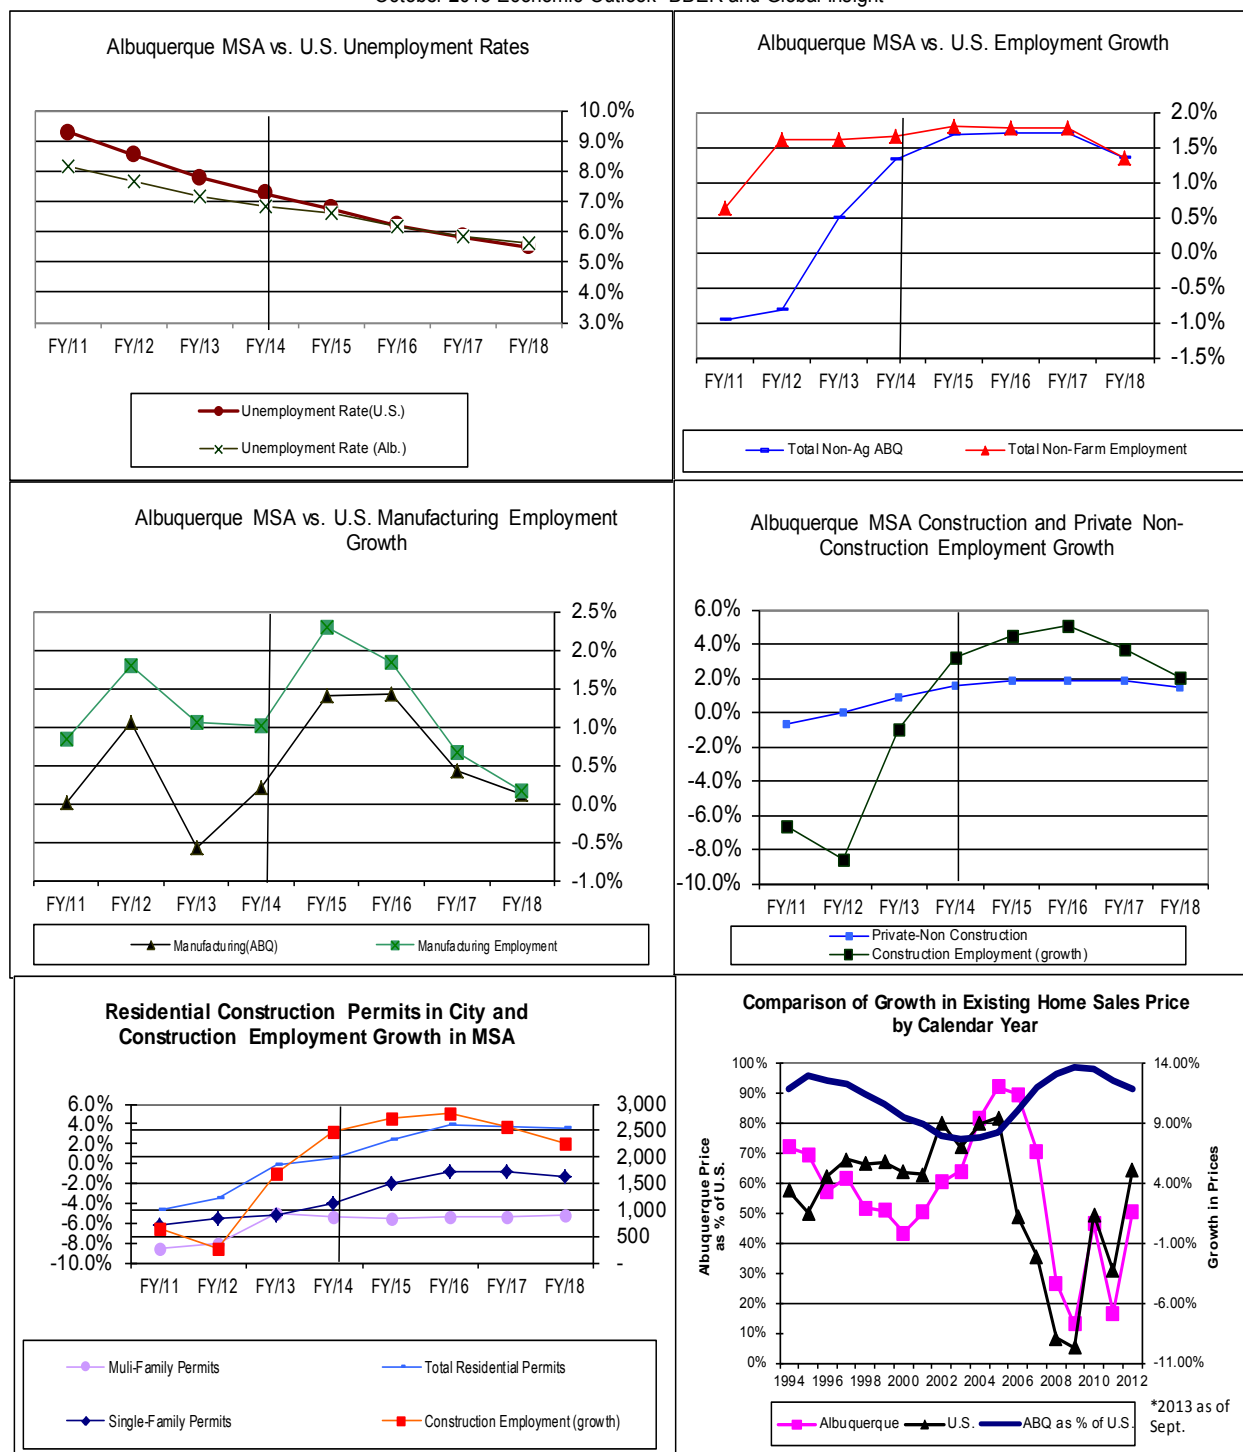 Albuquerque MSA vs. U.S. Unemployment Rates
10.0%
9.0%
8.0%
7.0%
6.0%
5.0%
4.0%
3.0%
FY/11 FY/12 FY/13 FY/14 FY/15 FY/16 FY/17 FY/18
Unemployment Rate(U.S.)
Unemployment Rate (Alb.)
Albuquerque MSA vs. U.S. Employment Growth
2.0%
1.5%
1.0%
0.5%
0.0%
-0.5%
-1.0%
-1.5%
FY/11 FY/12 FY/13 FY/14 FY/15 FY/16 FY/17 FY/18
Total Non-Ag ABQ Total Non-Farm Employment
Albuquerque MSA vs. U.S. Manufacturing Employment
Growth
2.5%
2.0%
1.5%
1.0%
0.5%
0.0%
-0.5%
-1.0%
FY/11 FY/12 FY/13 FY/14 FY/15 FY/16 FY/17 FY/18
Manufacturing(ABQ) Manufacturing Employment
Albuquerque MSA Construction and Private Non-
Construction Employment Growth
6.0%
4.0%
2.0%
0.0%
-2.0%
-4.0%
-6.0%
-8.0%
-10.0%
FY/11 FY/12 FY/13 FY/14 FY/15 FY/16 FY/17 FY/18
Private-Non Construction
Construction Employment (growth)
Residential Construction Permits in City and
Construction Employment Growth in MSA
6.0% 3,000
4.0% 2,500
2.0% 2,000
0.0% 1,500
-2.0% 1,000
-4.0% 500
-6.0% -
-8.0%
-10.0%
FY/11 FY/12 FY/13 FY/14 FY/15 FY/16 FY/17 FY/18
Muli-Family Permits Total Residential Permits
Single-Family Permits Construction Employment (growth)
Comparison of Growth in Existing Home Sales Price
by Calendar Year
Albuquerque Price
as % of U.S.
100%
90%
80%
70%
60%
50%
40%
30%
20%
10%
0%
14.00%
9.00%
4.00%
-1.00%
-6.00%
-11.00%
Growth in Prices
1994 1996 1998 2000 2002 2004 2006 2008 2010 2012
Albuquerque U.S. ABQ as % of U.S.
*2013 as of
Sept.